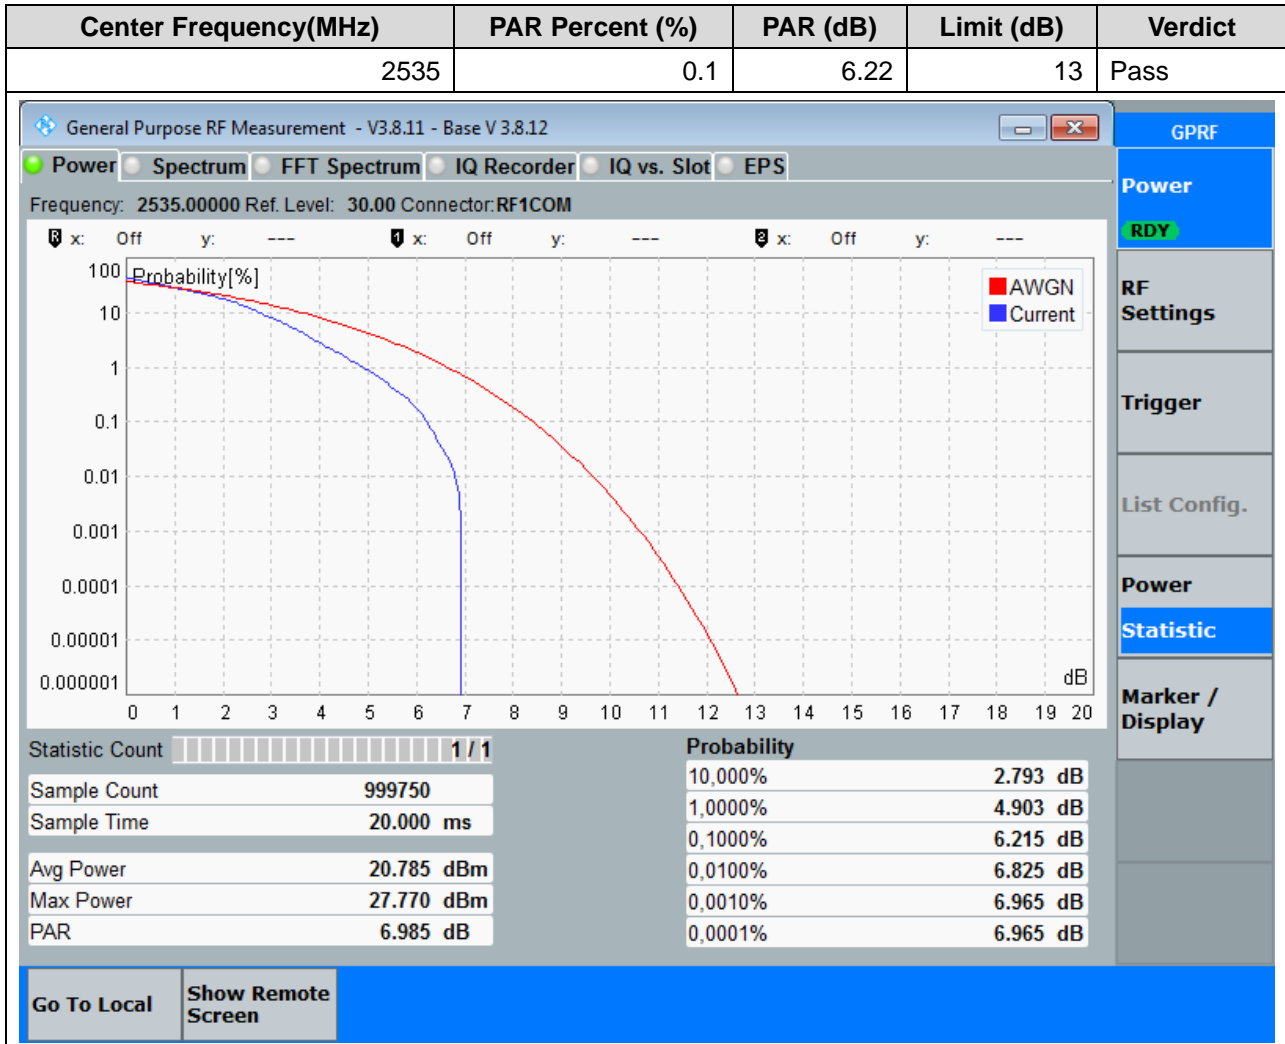 Center Frequency(MHz) PAR Percent (%) PAR (dB) Limit (dB) Verdict
2535 0.1 6.22 13 Pass
General Purpose RF Measurement - V3.8.11 - Base V 3.8.12
GPRF
Power Spectrum FFT Spectrum IQ Recorder IQ vs. Slot EPS
Frequency: 2535.00000 Ref. Level: 30.00 Connector:RF1COM
R x: Off y: --- 1 x: Off y: --- 2 x: Off y: ---
Probability[%]
100
10
1
0.1
0.01
0.001
0.0001
0.00001
0.000001
AWGN
Current
dB
0 1 2 3 4 5 6 7 8 9 10 11 12 13 14 15 16 17 18 19 20
Statistic Count 1 / 1
Sample Count 999750
Sample Time 20.000 ms
Avg Power 20.785 dBm
Max Power 27.770 dBm
PAR 6.985 dB
Probability
10,000% 2.793 dB
1,0000% 4.903 dB
0,1000% 6.215 dB
0,0100% 6.825 dB
0,0010% 6.965 dB
0,0001% 6.965 dB
Power
RDY
RF
Settings
Trigger
List Config.
Power
Statistic
Marker /
Display
Go To Local
Show Remote
Screen